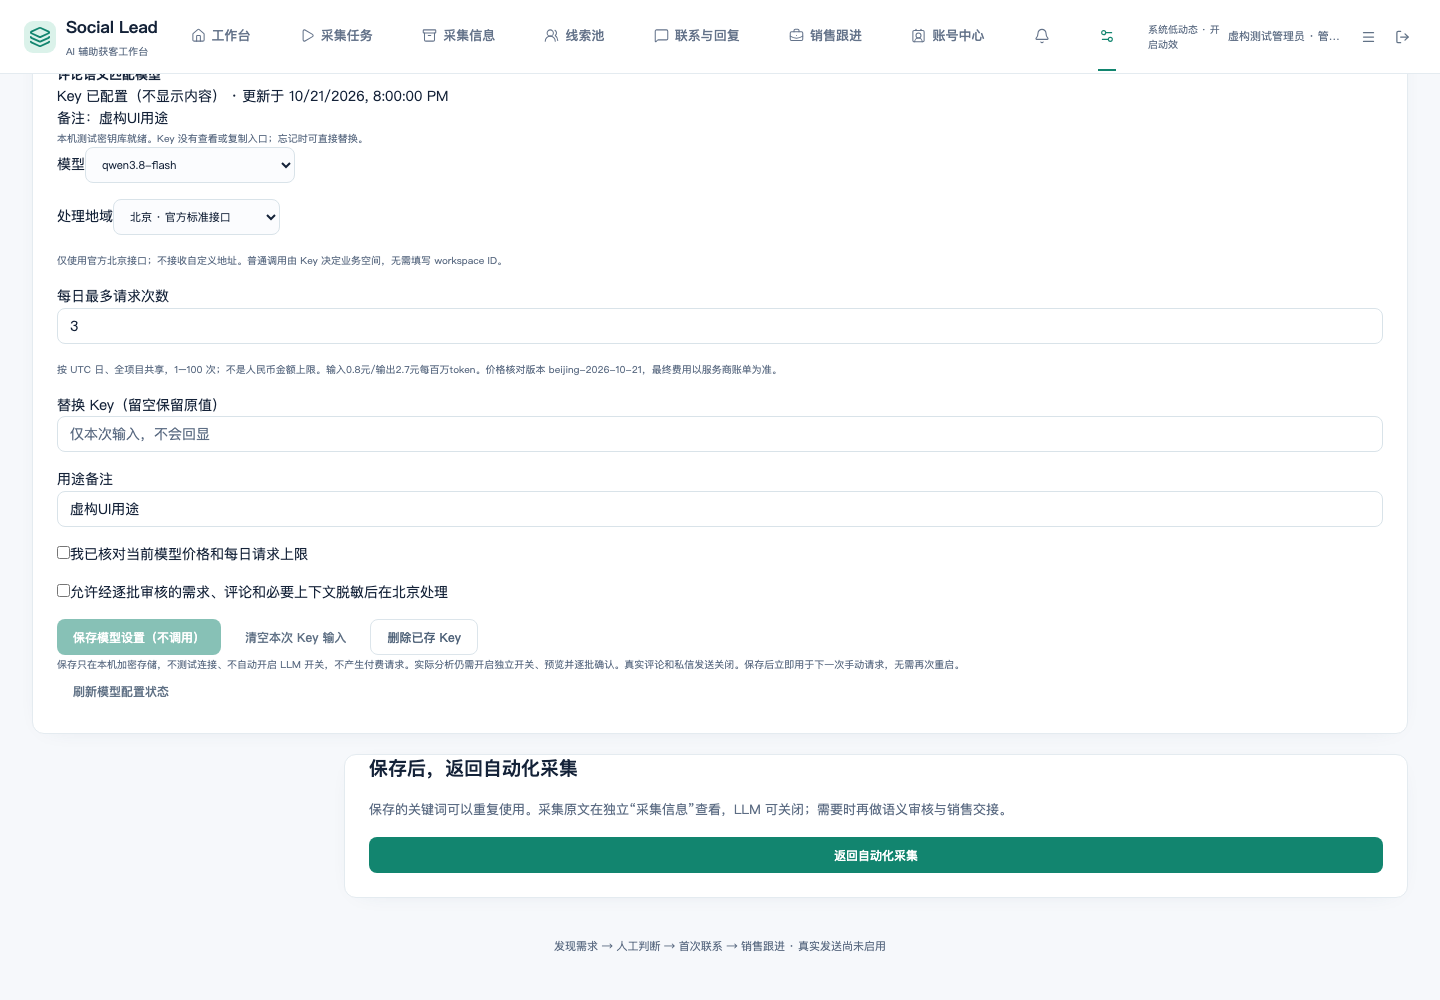 Social Lead
AI 辅助获客工作台
工作台
采集任务
采集信息
线索池
联系与回复
销售跟进
账号中心
系统低动态 · 开
启动效
虚构测试管理员 · 管...
评论语义匹配模型
Key 已配置（不显示内容） · 更新于 10/21/2026, 8:00:00 PM
备注：虚构UI用途
本机测试密钥库就绪。Key 没有查看或复制入口；忘记时可直接替换。
模型 qwen3.8-flash
处理地域 北京 · 官方标准接口
仅使用官方北京接口；不接收自定义地址。普通调用由 Key 决定业务空间，无需填写 workspace ID。
每日最多请求次数
3
按 UTC 日、全项目共享，1—100 次；不是人民币金额上限。输入0.8元/输出2.7元每百万token。价格核对版本 beijing-2026-10-21，最终费用以服务商账单为准。
替换 Key（留空保留原值）
仅本次输入，不会回显
用途备注
虚构UI用途
我已核对当前模型价格和每日请求上限
允许经逐批审核的需求、评论和必要上下文脱敏后在北京处理
保存模型设置（不调用）
清空本次 Key 输入
删除已存 Key
保存只在本机加密存储，不测试连接、不自动开启 LLM 开关，不产生付费请求。实际分析仍需开启独立开关、预览并逐批确认。真实评论和私信发送关闭。保存后立即用于下一次手动请求，无需再次重启。
刷新模型配置状态
保存后，返回自动化采集
保存的关键词可以重复使用。采集原文在独立“采集信息”查看，LLM 可关闭；需要时再做语义审核与销售交接。
返回自动化采集
发现需求 → 人工判断 → 首次联系 → 销售跟进 · 真实发送尚未启用